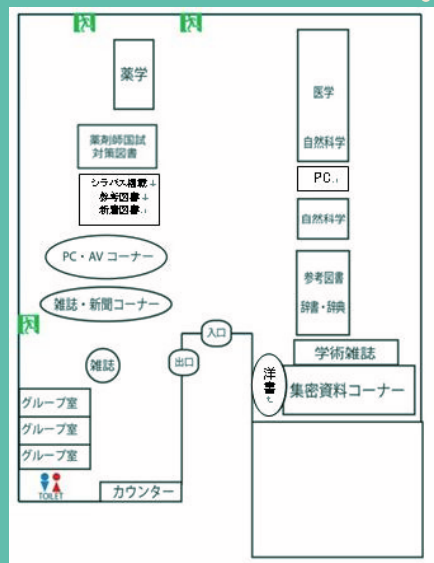 薬学
薬剤師国試
対策図書
シラバス掲載
参考図書
新着図書
PC・AV コーナー
雑誌・新聞コーナー
雑誌
グループ室
グループ室
グループ室
TOILET
カウンター
出口
入口
医学
自然科学
PC
自然科学
参考図書
辞書・辞典
学術雑誌
洋書
集密資料コーナー